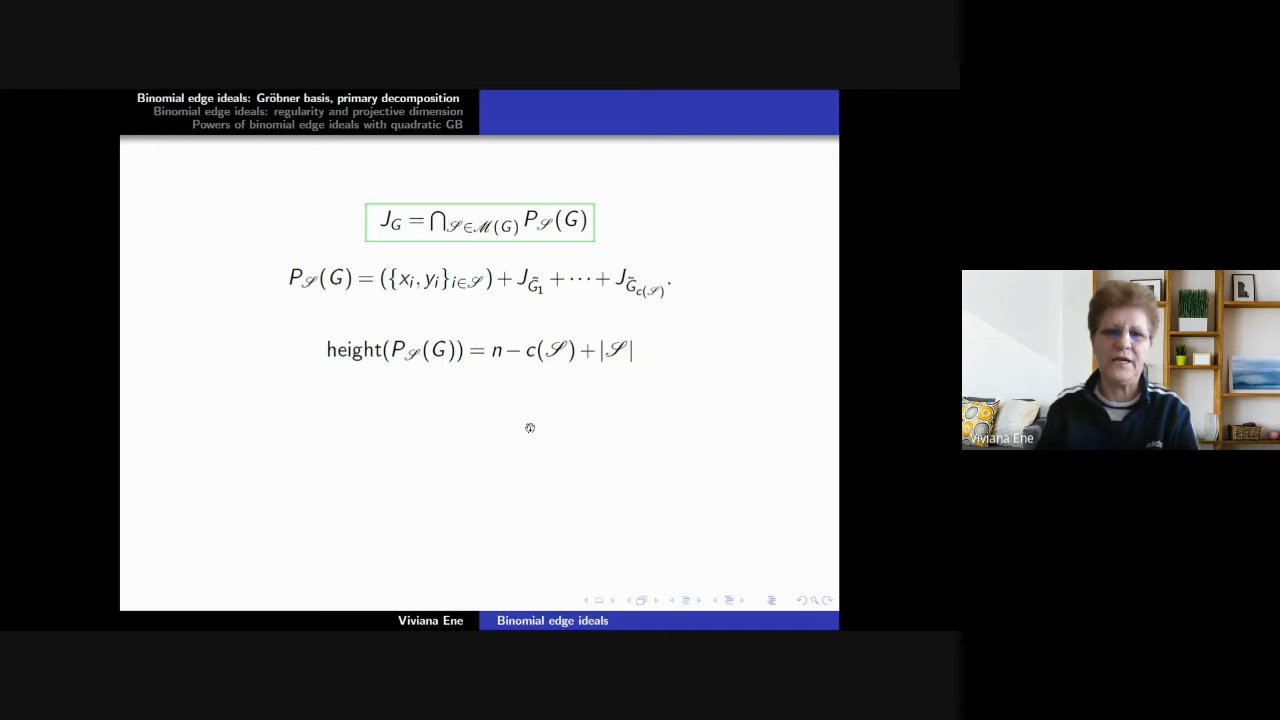 Binomial edge ideals: Gröbner basis, primary decomposition
Binomial edge ideals: regularity and projective dimension
Powers of binomial edge ideals with quadratic GB
J_G = ⋂_{𝒮∈ℳ(G)} P_𝒮(G)
P_𝒮(G) = ({x_i, y_i}_{i∈𝒮}) + J_{G̃_1} + ⋯ + J_{G̃_{c(𝒮)}}.
height(P_𝒮(G)) = n − c(𝒮) + |𝒮|
Viviana Ene
Viviana Ene
Binomial edge ideals